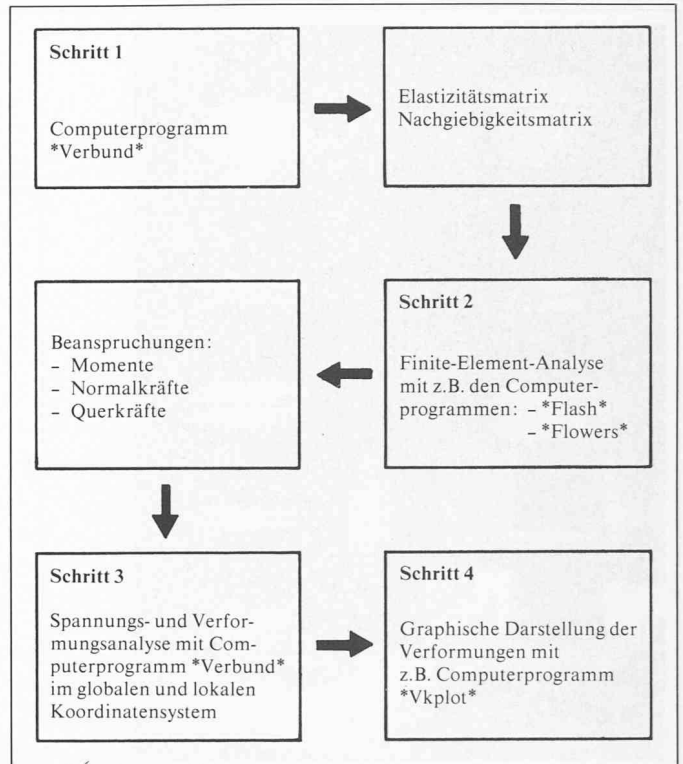 Schritt 1
Computerprogramm
*Verbund*
Elastizitätsmatrix
Nachgiebigkeitsmatrix
Schritt 2
Finite-Element-Analyse
mit z.B. den Computer-
programmen: – *Flash*
– *Flowers*
Beanspruchungen:
– Momente
– Normalkräfte
– Querkräfte
Schritt 3
Spannungs- und Verfor-
mungsanalyse mit Com-
puterprogramm *Verbund*
im globalen und lokalen
Koordinatensystem
Schritt 4
Graphische Darstellung der
Verformungen mit
z.B. Computerprogramm
*Vkplot*